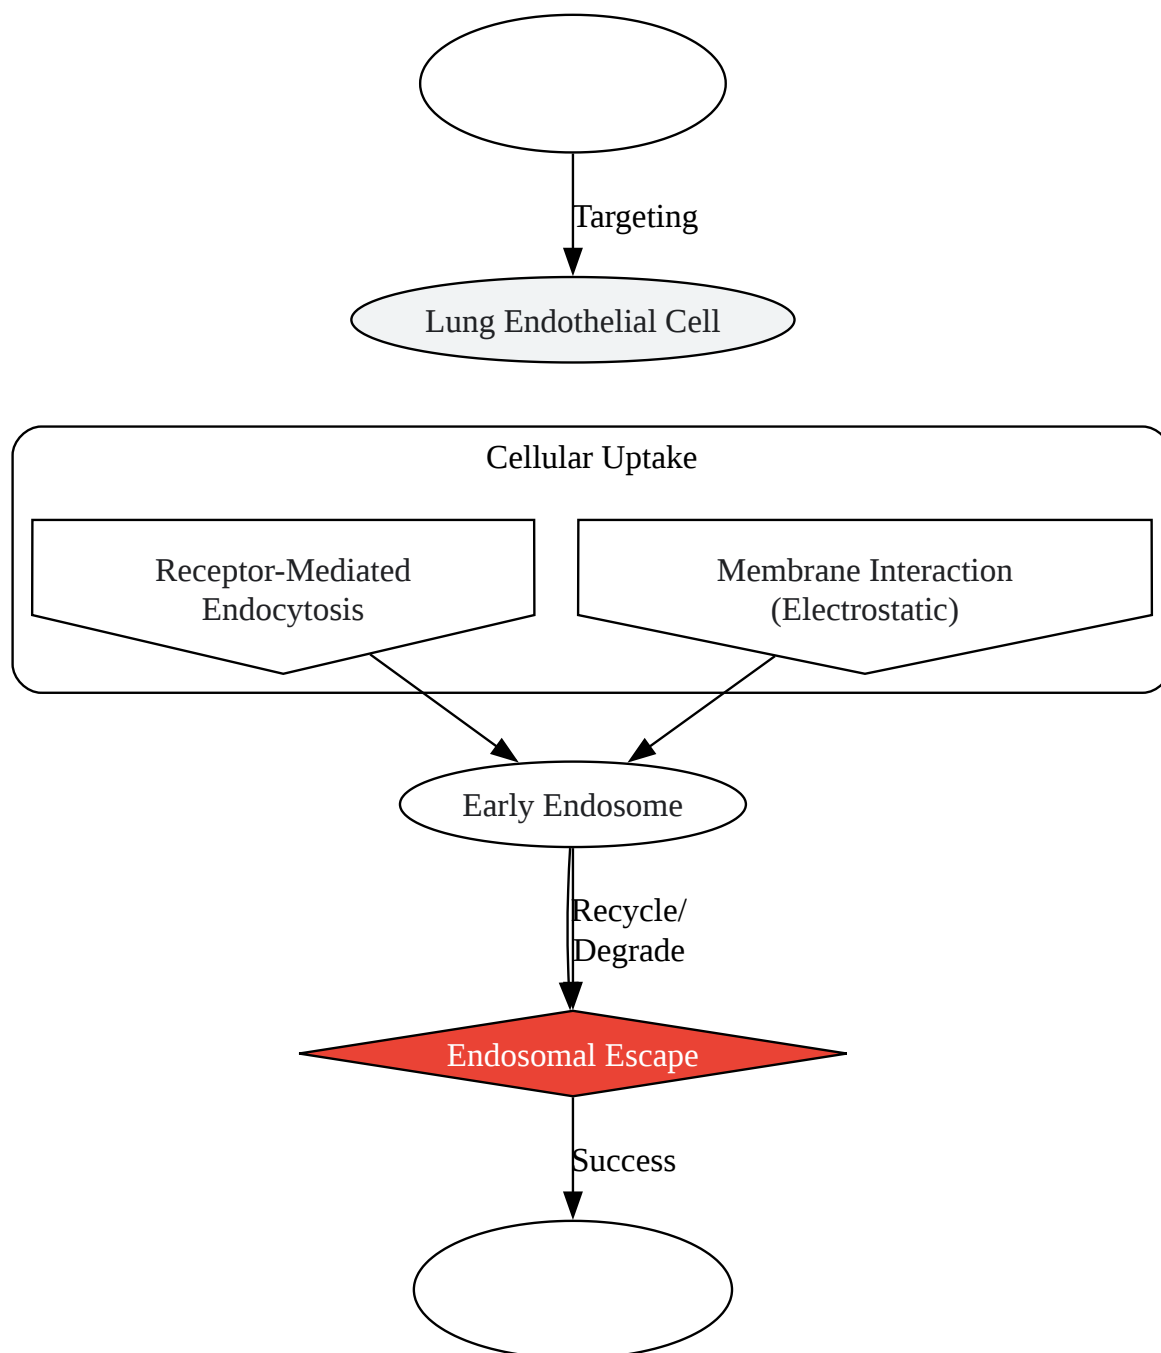 Targeting
Lung Endothelial Cell
Cellular Uptake
Receptor-Mediated
Endocytosis
Membrane Interaction
(Electrostatic)
Early Endosome
Recycle/
Degrade
Endosomal Escape
Success